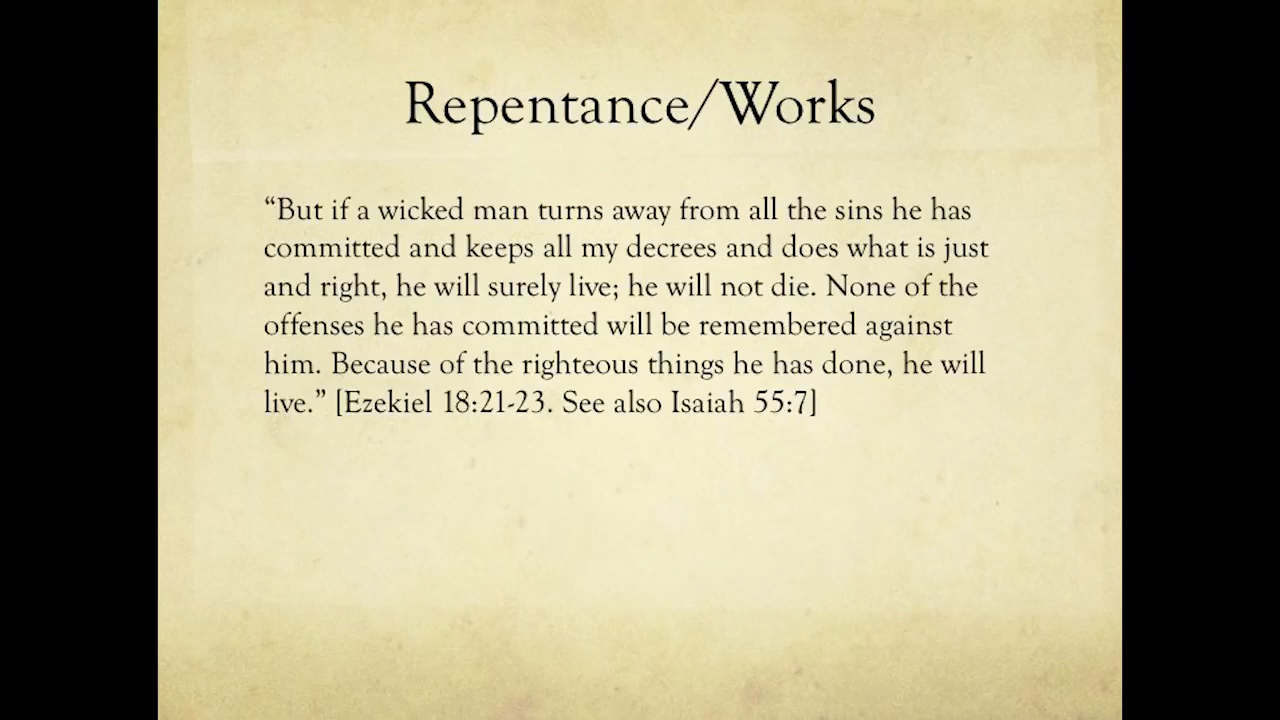 Repentance/Works
“But if a wicked man turns away from all the sins he has
committed and keeps all my decrees and does what is just
and right, he will surely live; he will not die. None of the
offenses he has committed will be remembered against
him. Because of the righteous things he has done, he will
live.” [Ezekiel 18:21-23. See also Isaiah 55:7]